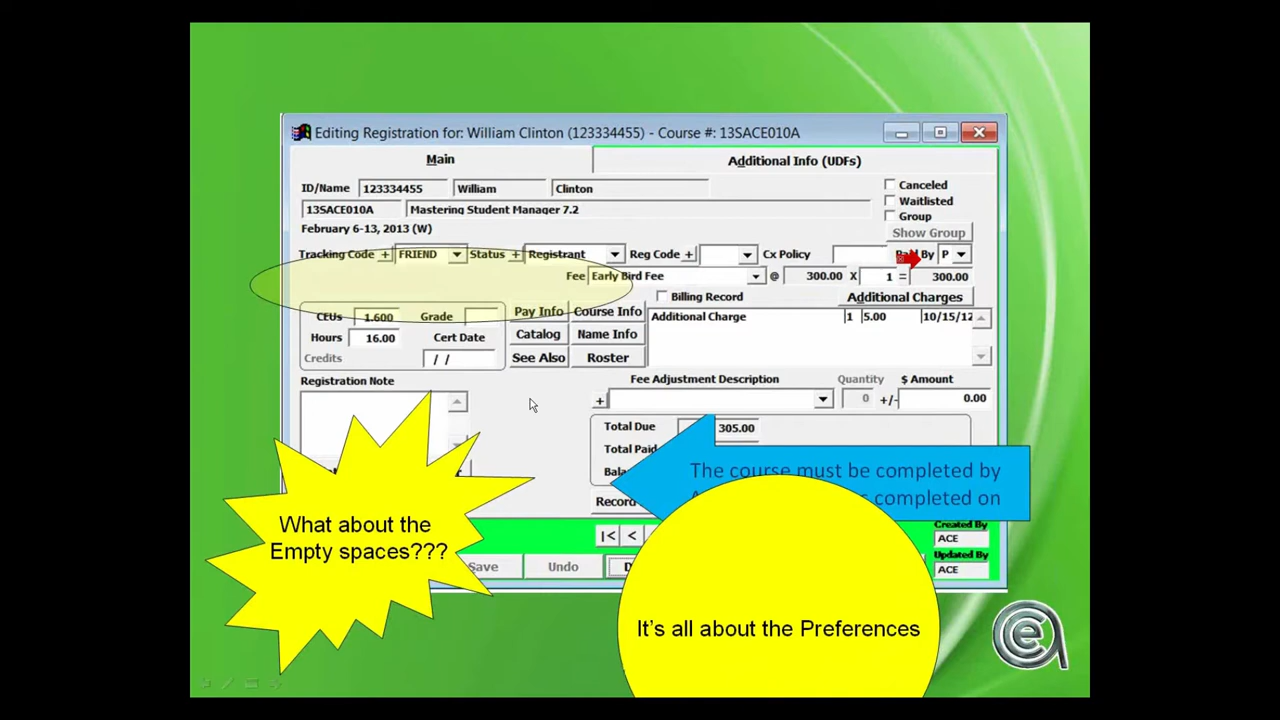 Editing Registration for: William Clinton (123334455) - Course #: 13SACE010A
Main
Additional Info (UDFs)
ID/Name 123334455 William Clinton
Canceled
13SACE010A Mastering Student Manager 7.2
Waitlisted
Group
February 6-13, 2013 (W)
Show Group
Tracking Code + FRIEND Status + Registrant Reg Code + Cx Policy By P
Fee Early Bird Fee @ 300.00 X 1 = 300.00
Billing Record
Additional Charges
CEUs 1.600 Grade
Pay Info Course Info
Additional Charge 1 5.00 10/15/12
Hours 16.00 Cert Date
Catalog Name Info
Credits / /
See Also Roster
Registration Note
Fee Adjustment Description Quantity $ Amount
+ 0 +/- 0.00
Total Due 305.00
Total Paid
The course must be completed by
completed on
Record
What about the
Empty spaces???
|< <
Created By
ACE
Updated By
ACE
Save Undo
It's all about the Preferences